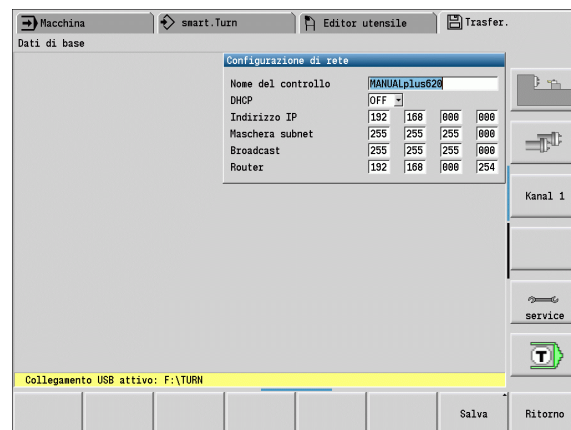 Macchina
smart.Turn
Editor utensile
Trasfer.
Dati di base
Configurazione di rete
Nome del controllo MANUALplus620
DHCP OFF
Indirizzo IP 192 168 000 000
Maschera subnet 255 255 255 000
Broadcast 255 255 255 000
Router 192 168 000 254
Kanal 1
service
T
Collegamento USB attivo: F:\TURN
Salva
Ritorno